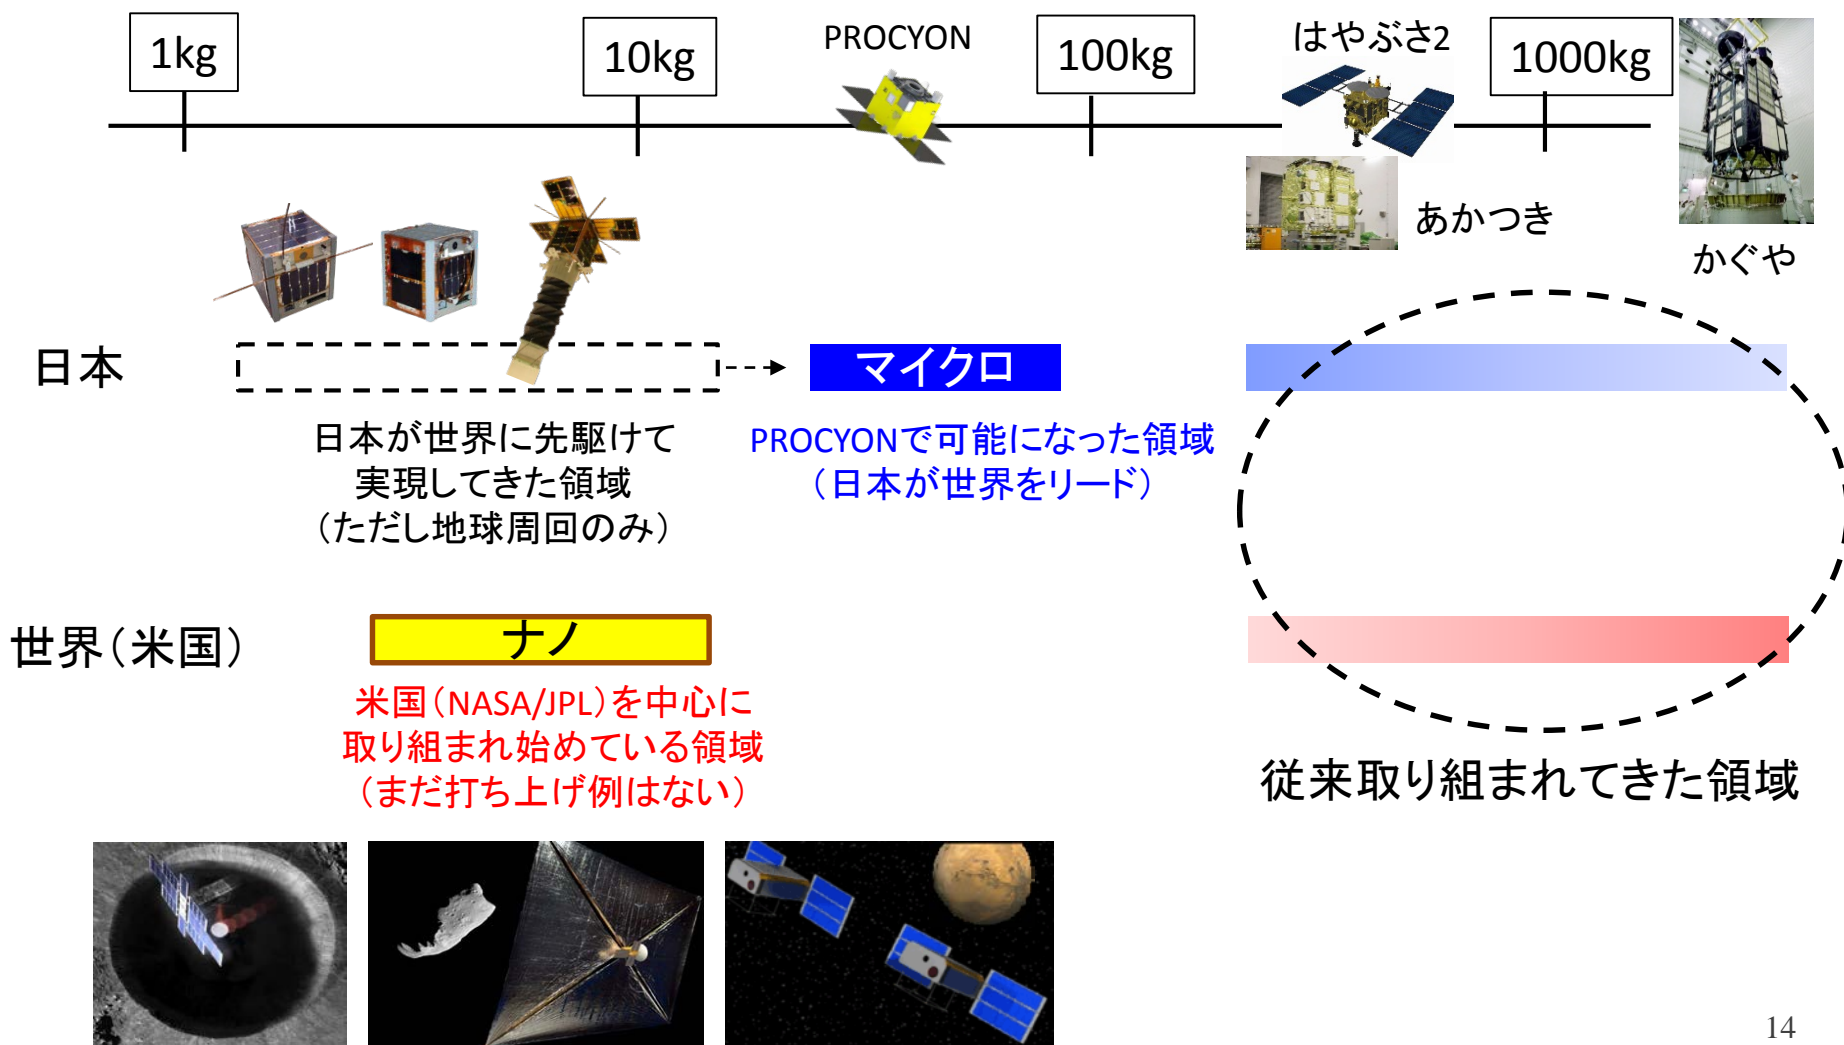 1kg
10kg
PROCYON
100kg
はやぶさ2
1000kg
あかつき
かぐや
日本
マイクロ
日本が世界に先駆けて
実現してきた領域
（ただし地球周回のみ）
PROCYONで可能になった領域
（日本が世界をリード）
世界（米国）
ナノ
米国（NASA/JPL）を中心に
取り組まれ始めている領域
（まだ打ち上げ例はない）
従来取り組まれてきた領域
14